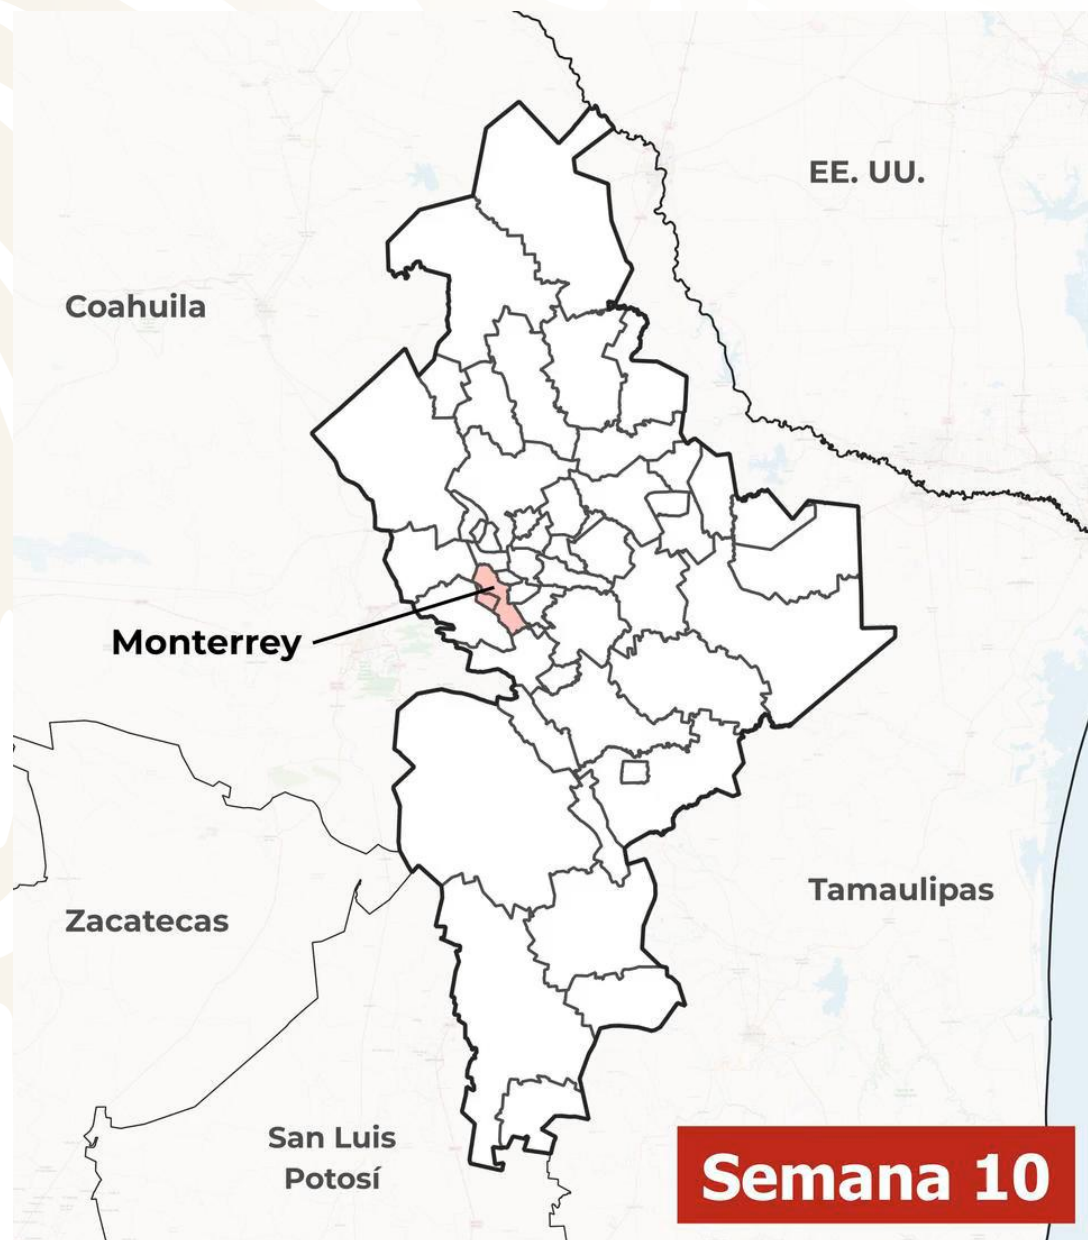 EE. UU.
Coahuila
Monterrey
Tamaulipas
Zacatecas
San Luis
Potosí
Semana 10